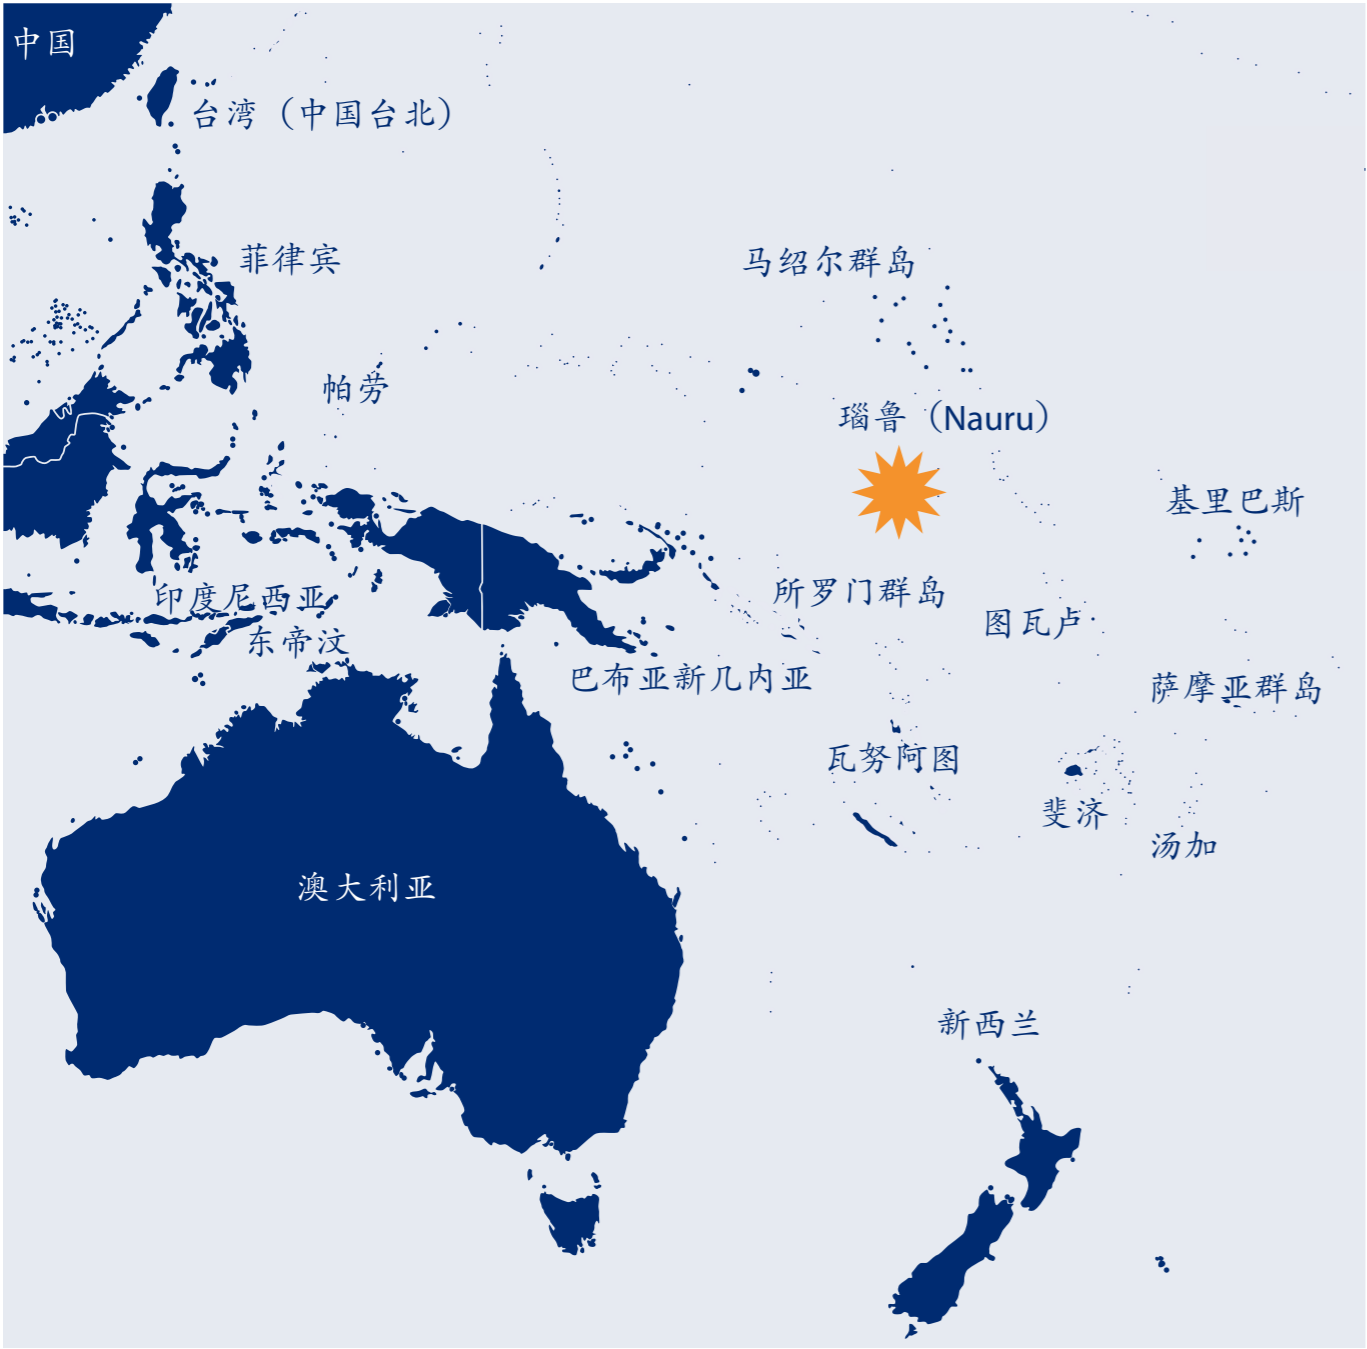 中国
台湾（中国台北）
菲律宾
马绍尔群岛
帕劳
瑙鲁（Nauru）
基里巴斯
印度尼西亚
所罗门群岛
图瓦卢
东帝汶
巴布亚新几内亚
萨摩亚群岛
瓦努阿图
斐济
汤加
澳大利亚
新西兰